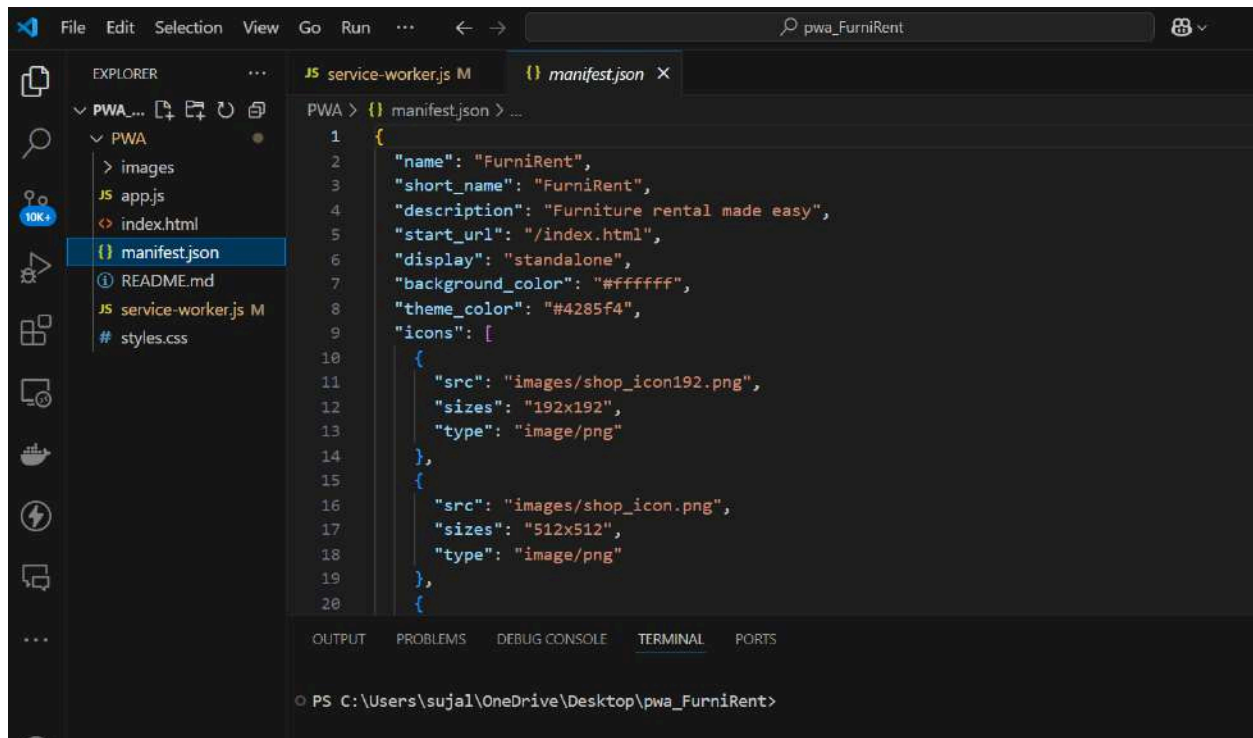 File Edit Selection View Go Run ··· ← → pwa_FurniRent
EXPLORER ···
PWA_...
PWA
images
JS app.js
<> index.html
{} manifest.json
README.md
JS service-worker.js M
# styles.css
10K+
JS service-worker.js M {} manifest.json ×
PWA > {} manifest.json > ...
1 {
2 "name": "FurniRent",
3 "short_name": "FurniRent",
4 "description": "Furniture rental made easy",
5 "start_url": "/index.html",
6 "display": "standalone",
7 "background_color": "#ffffff",
8 "theme_color": "#4285f4",
9 "icons": [
10 {
11 "src": "images/shop_icon192.png",
12 "sizes": "192x192",
13 "type": "image/png"
14 },
15 {
16 "src": "images/shop_icon.png",
17 "sizes": "512x512",
18 "type": "image/png"
19 },
20 {
OUTPUT PROBLEMS DEBUG CONSOLE TERMINAL PORTS
PS C:\Users\sujal\OneDrive\Desktop\pwa_FurniRent>